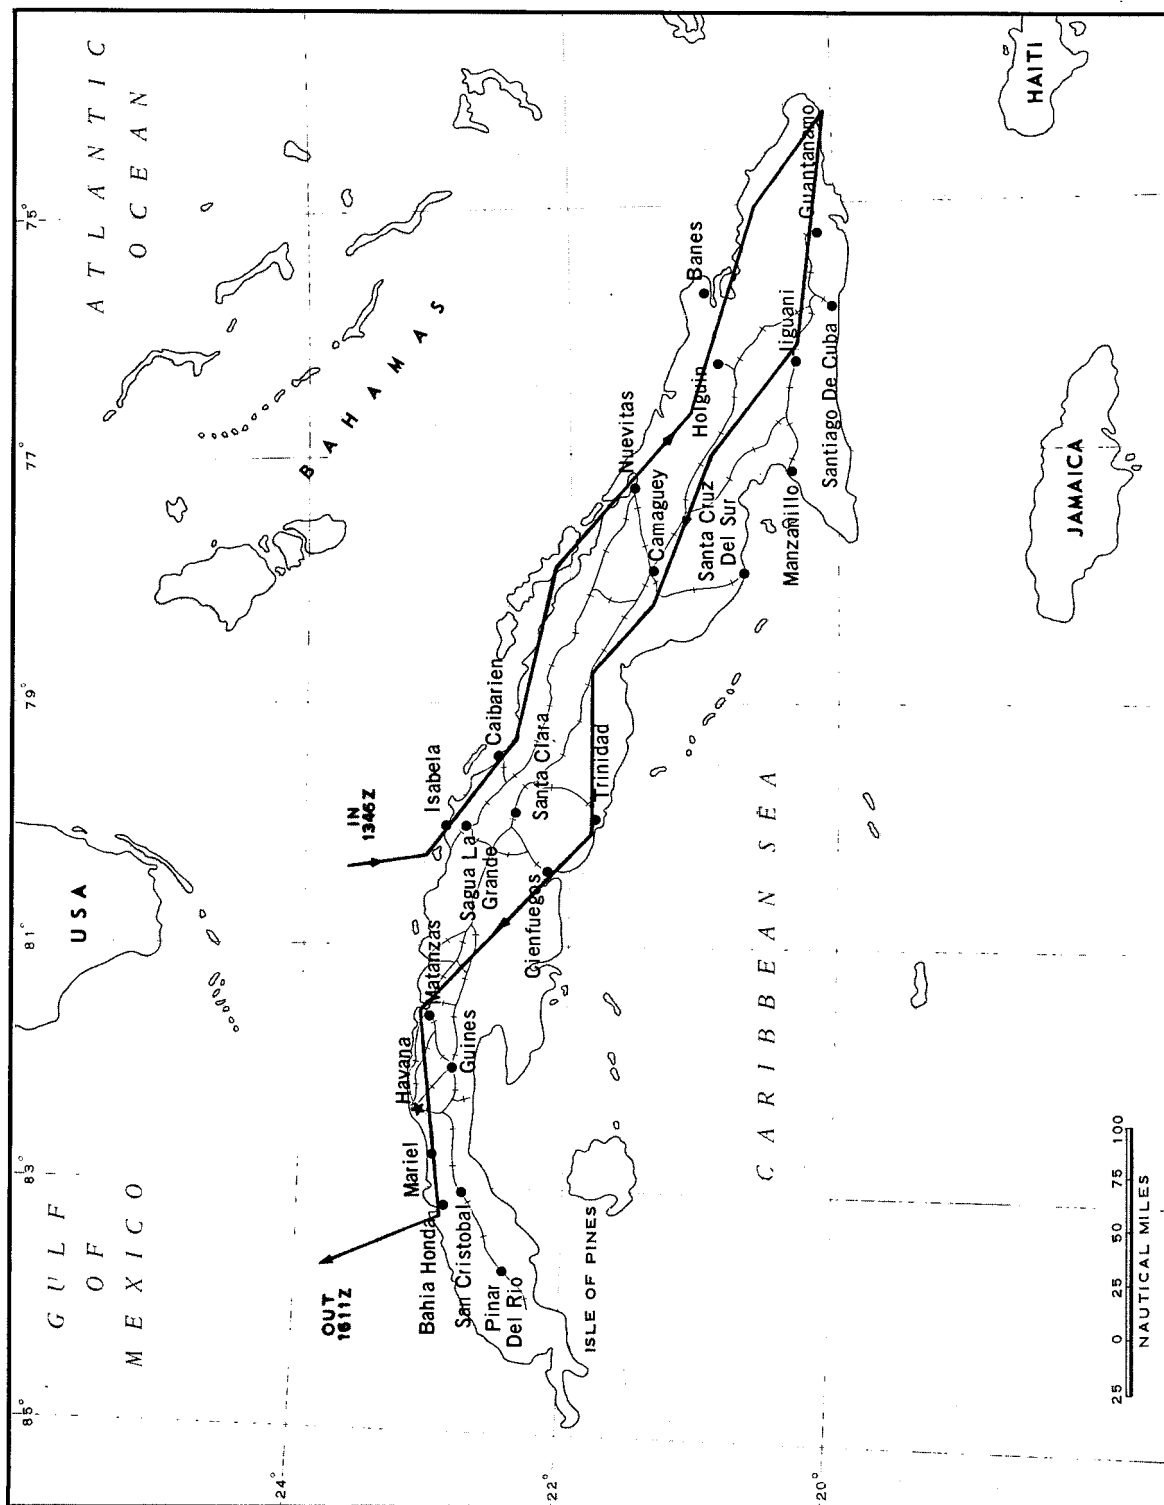 85°
83°
81°
79°
77°
75°
24°
22°
20°
GULF
OF
MEXICO
USA
ATLANTIC
OCEAN
BAHAMAS
OUT
1611Z
IN
1346Z
Havana
Mariel
Bahia Honda
San Cristobal
Pinar
Del Rio
Guines
Matanzas
Isabela
Sagua La
Grande
Caibarien
Santa Clara
Cienfuegos
Trinidad
Nuevitas
Camaguey
Santa Cruz
Del Sur
Holguin
Banes
Manzanillo
Jiguani
Santiago De Cuba
Guantanamo
ISLE OF PINES
CARIBBEAN SEA
JAMAICA
HAITI
25 0 50 75 100
NAUTICAL MILES